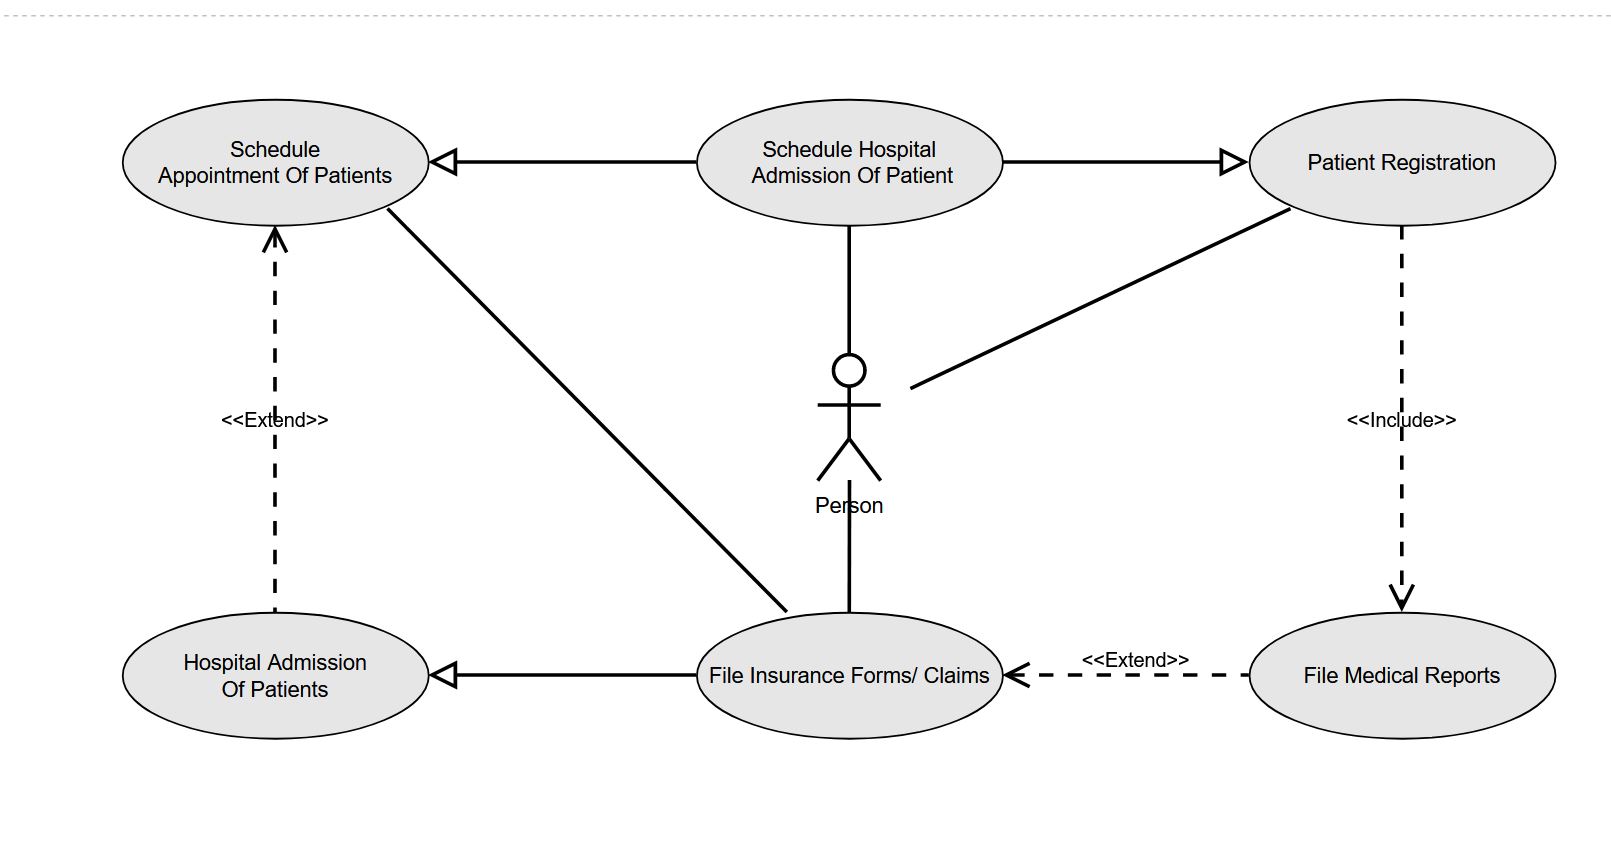 Schedule
Appointment Of Patients
Schedule Hospital
Admission Of Patient
Patient Registration
<<Extend>>
<<Include>>
Person
Hospital Admission
Of Patients
File Insurance Forms/ Claims
<<Extend>>
File Medical Reports